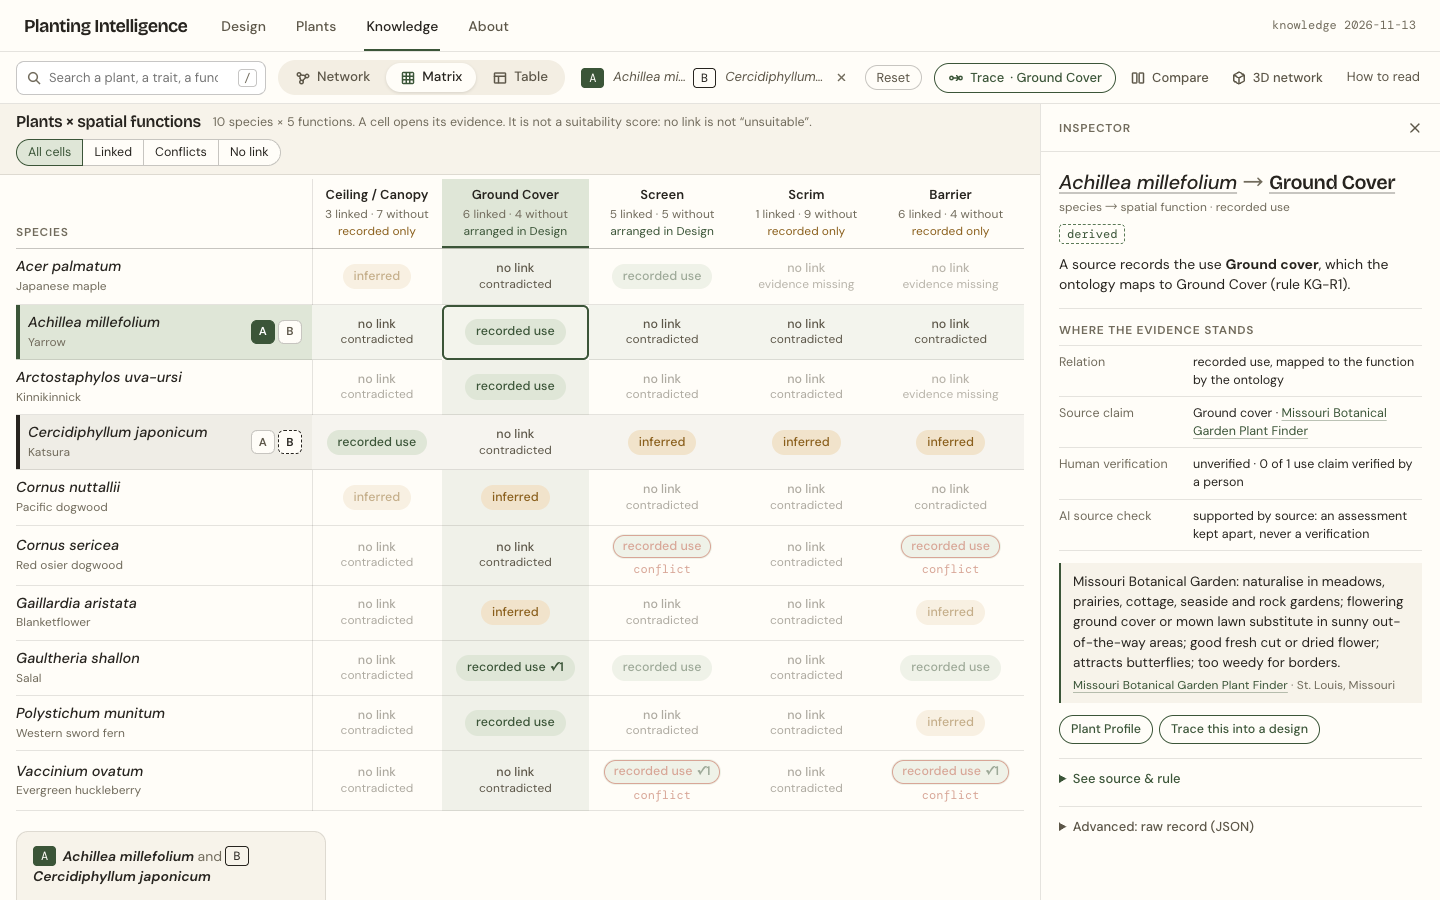 Planting Intelligence Design Plants Knowledge About knowledge 2026-11-13
Search a plant, a trait, a func / Network Matrix Table A Achillea mi... B Cercidiphyllum... × Reset Trace · Ground Cover Compare 3D network How to read
Plants × spatial functions 10 species × 5 functions. A cell opens its evidence. It is not a suitability score: no link is not “unsuitable”.
All cells Linked Conflicts No link
SPECIES
Ceiling / Canopy
3 linked · 7 without
recorded only
Ground Cover
6 linked · 4 without
arranged in Design
Screen
5 linked · 5 without
arranged in Design
Scrim
1 linked · 9 without
recorded only
Barrier
6 linked · 4 without
recorded only
Acer palmatum
Japanese maple
inferred
no link
contradicted
recorded use
no link
evidence missing
no link
evidence missing
Achillea millefolium
Yarrow
A B
no link
contradicted
recorded use
no link
contradicted
no link
contradicted
no link
contradicted
Arctostaphylos uva-ursi
Kinnikinnick
no link
contradicted
recorded use
no link
contradicted
no link
contradicted
no link
evidence missing
Cercidiphyllum japonicum
Katsura
A B
recorded use
no link
contradicted
inferred
inferred
inferred
Cornus nuttallii
Pacific dogwood
inferred
inferred
no link
contradicted
no link
contradicted
no link
contradicted
Cornus sericea
Red osier dogwood
no link
contradicted
no link
contradicted
recorded use
conflict
no link
contradicted
recorded use
conflict
Gaillardia aristata
Blanketflower
no link
contradicted
inferred
no link
contradicted
no link
contradicted
inferred
Gaultheria shallon
Salal
no link
contradicted
recorded use ✓1
recorded use
no link
contradicted
recorded use
Polystichum munitum
Western sword fern
no link
contradicted
recorded use
no link
contradicted
no link
contradicted
inferred
Vaccinium ovatum
Evergreen huckleberry
no link
contradicted
no link
contradicted
recorded use ✓1
conflict
no link
contradicted
recorded use ✓1
conflict
A Achillea millefolium and B
Cercidiphyllum japonicum
INSPECTOR ×
Achillea millefolium → Ground Cover
species → spatial function · recorded use
derived
A source records the use Ground cover, which the
ontology maps to Ground Cover (rule KG-R1).
WHERE THE EVIDENCE STANDS
Relation
recorded use, mapped to the function
by the ontology
Source claim
Ground cover · Missouri Botanical
Garden Plant Finder
Human verification
unverified · 0 of 1 use claim verified by
a person
AI source check
supported by source: an assessment
kept apart, never a verification
Missouri Botanical Garden: naturalise in meadows,
prairies, cottage, seaside and rock gardens; flowering
ground cover or mown lawn substitute in sunny out-
of-the-way areas; good fresh cut or dried flower;
attracts butterflies; too weedy for borders.
Missouri Botanical Garden Plant Finder · St. Louis, Missouri
Plant Profile Trace this into a design
▶ See source & rule
▶ Advanced: raw record (JSON)